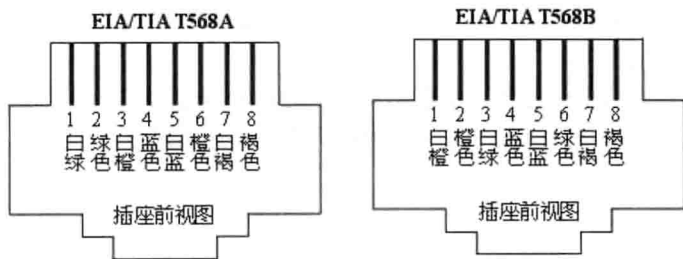 EIA/TIA T568A
1 2 3 4 5 6 7 8
白绿 绿色 白橙 蓝色 白蓝 橙色 白褐 褐色
插座前视图
EIA/TIA T568B
1 2 3 4 5 6 7 8
白橙 橙色 白绿 蓝色 白蓝 绿色 白褐 褐色
插座前视图